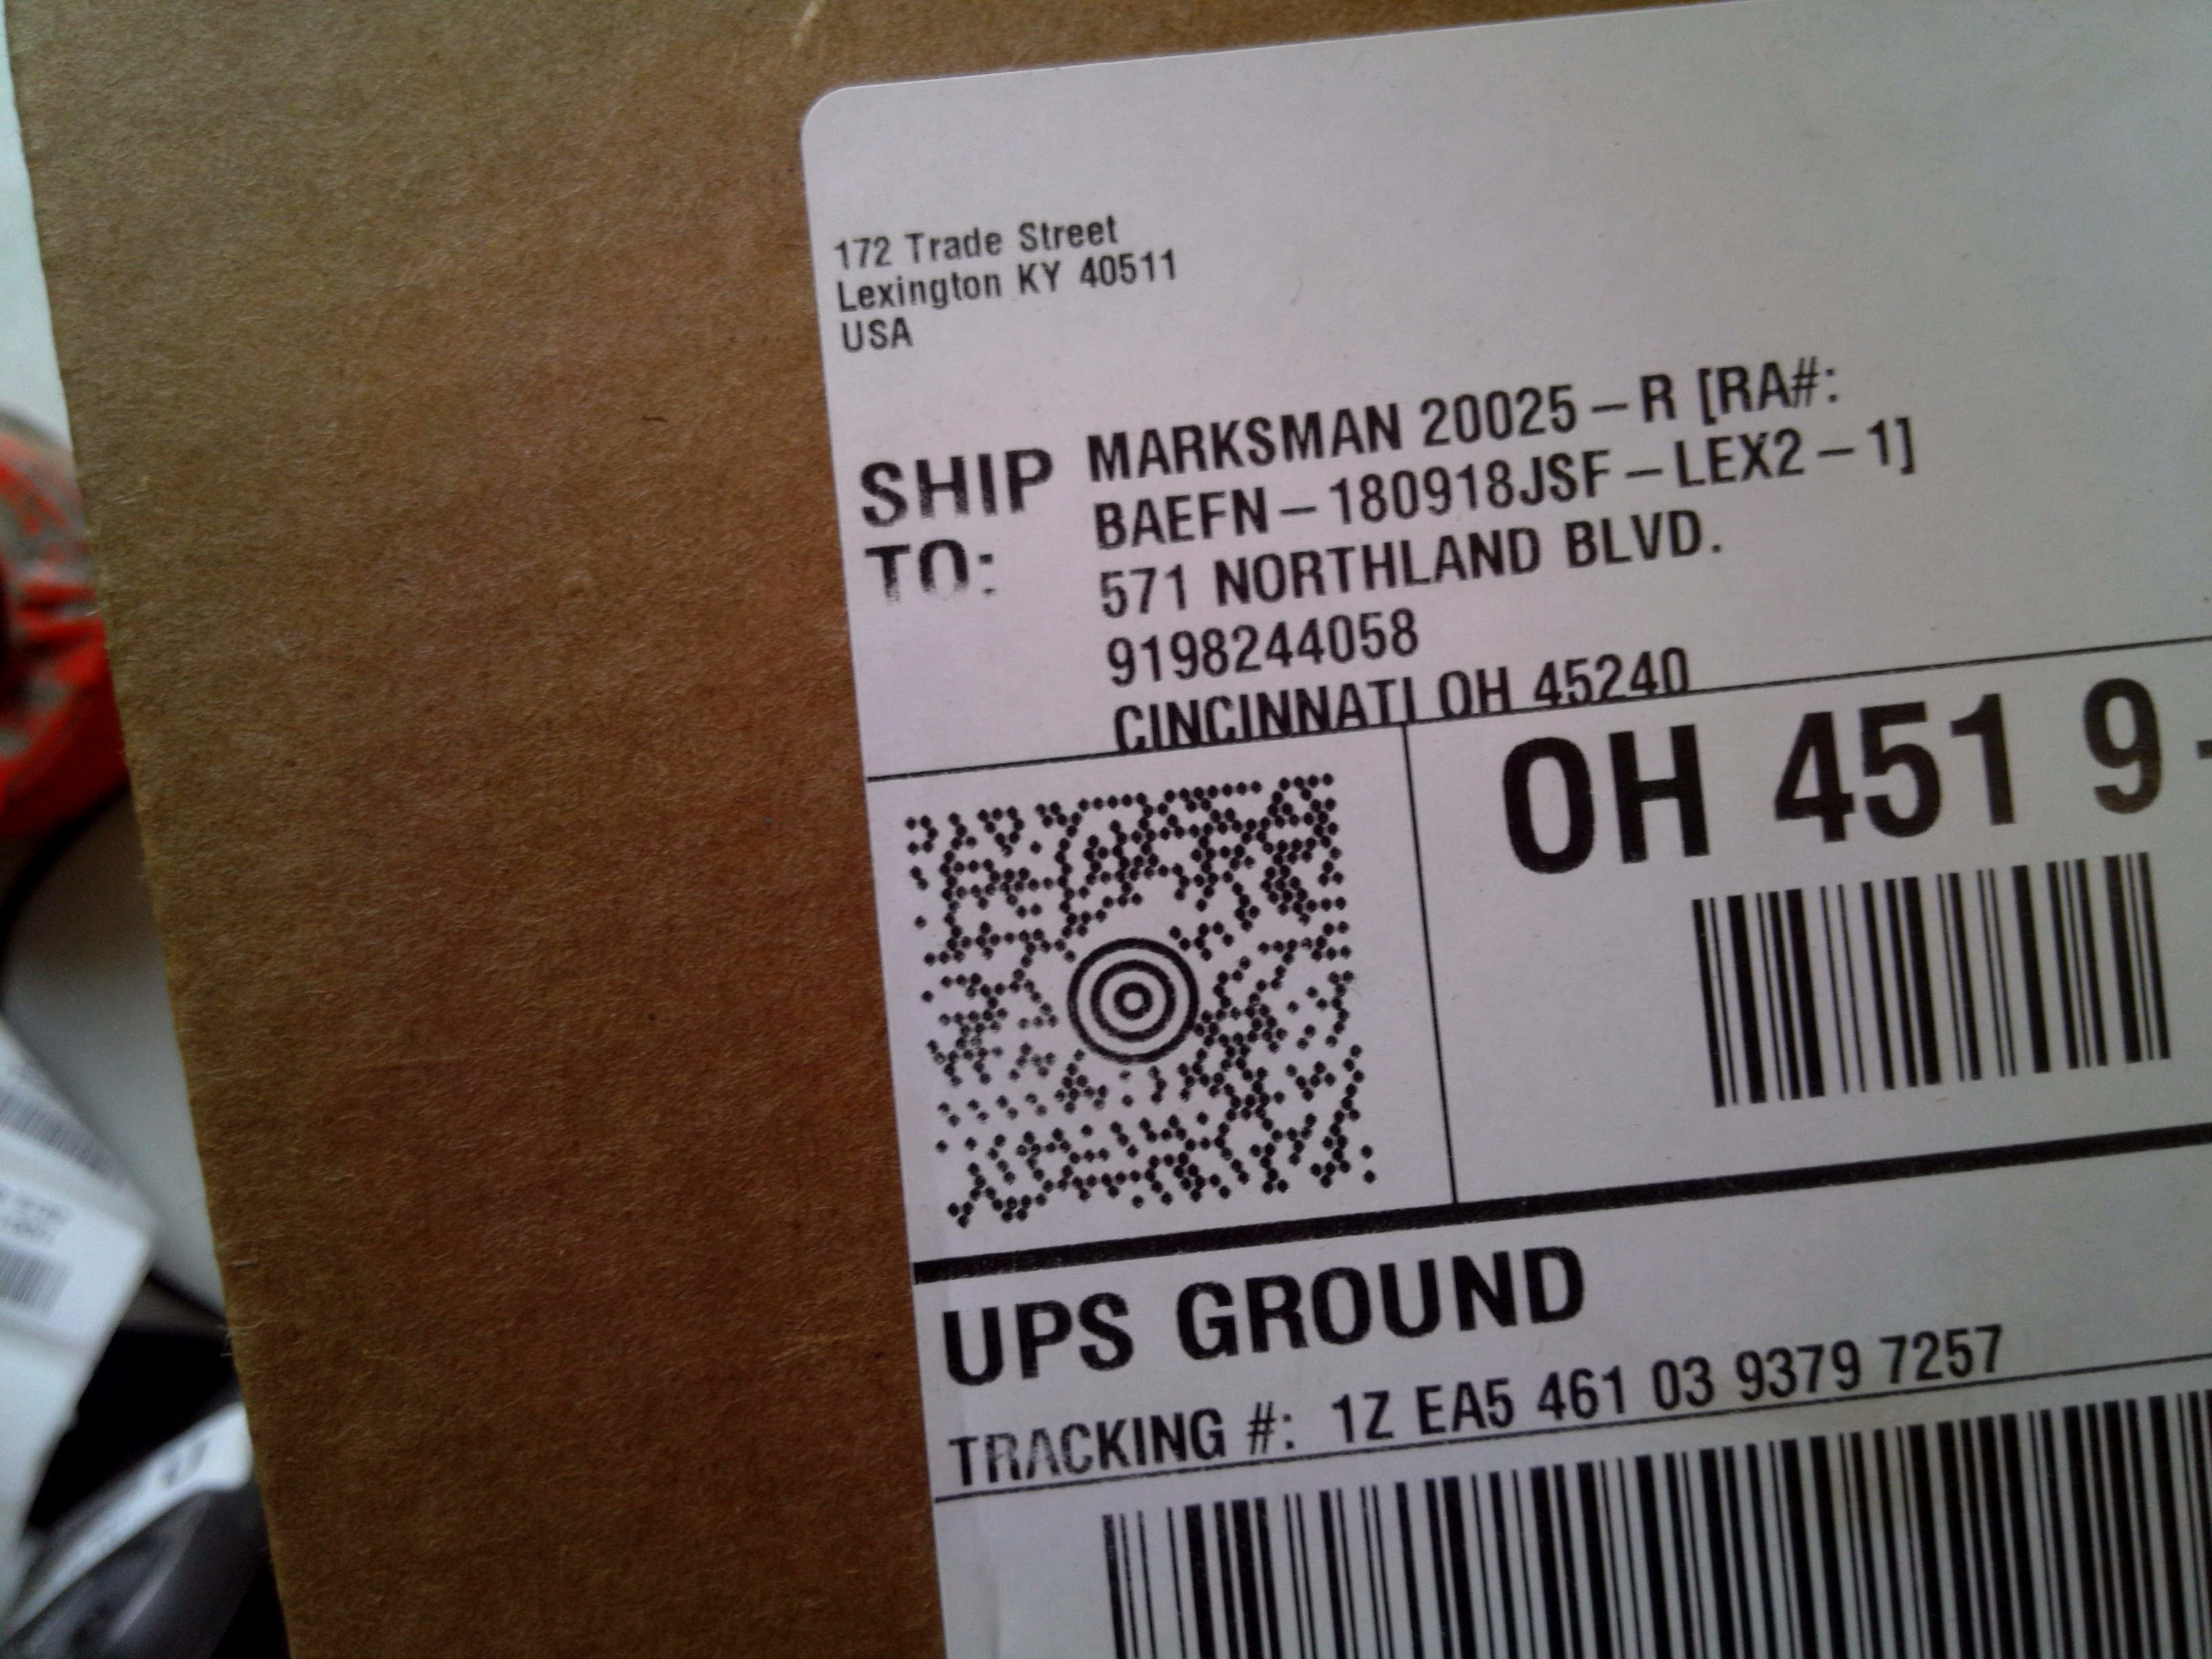 172 Trade Street
Lexington KY 40511
USA
SHIP TO:
MARKSMAN 20025-R [RA#:
BAEFN-180918JSF-LEX2-1]
571 NORTHLAND BLVD.
9198244058
CINCINNATI OH 45240
OH 451 9-
UPS GROUND
TRACKING #: 1Z EA5 461 03 9379 7257